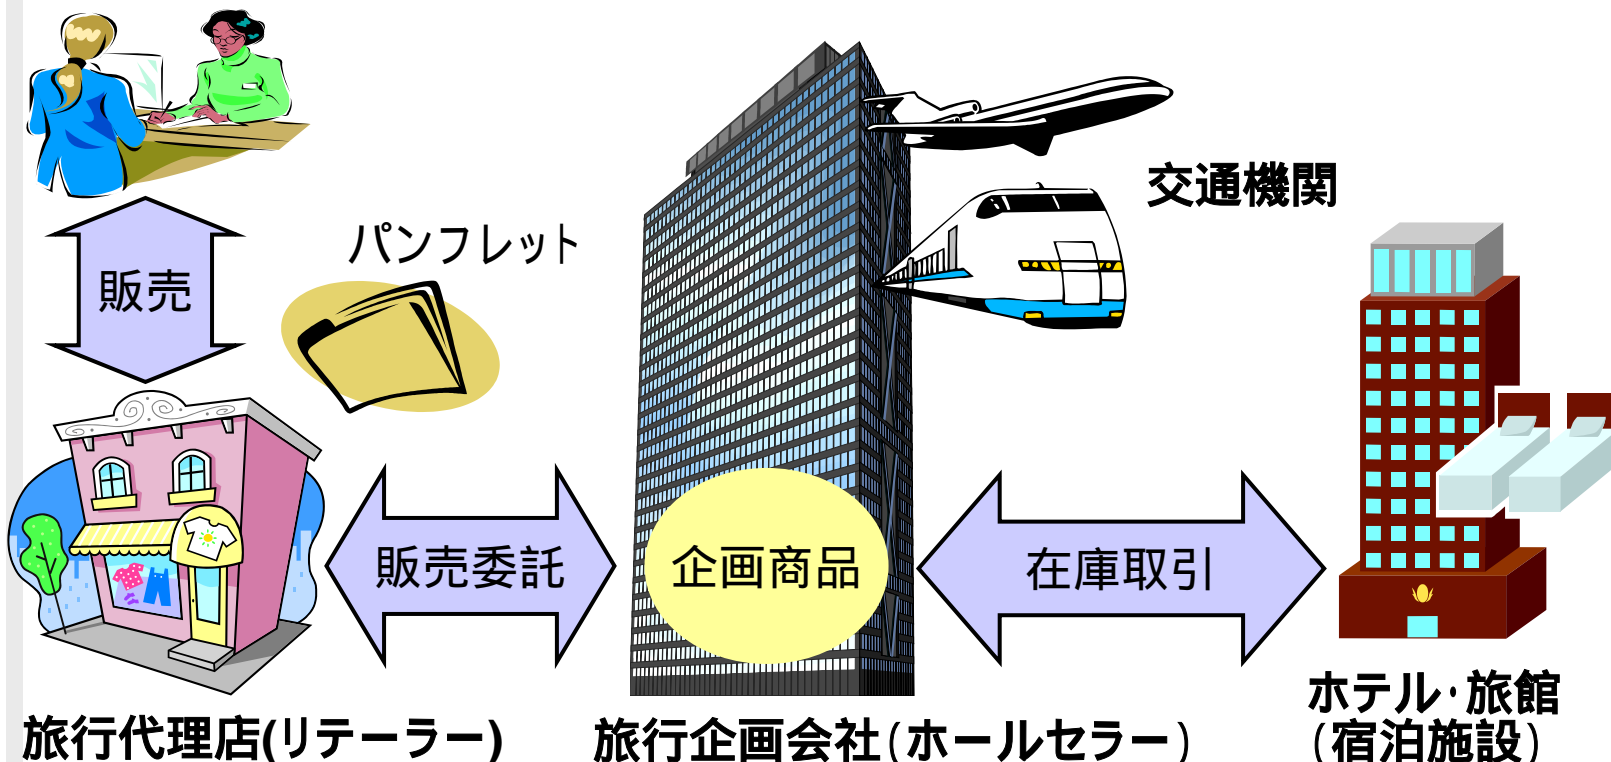 交通機関
パンフレット
販売
販売委託
企画商品
在庫取引
ホテル・旅館
(宿泊施設)
旅行代理店(リテーラー)
旅行企画会社(ホールセラー)